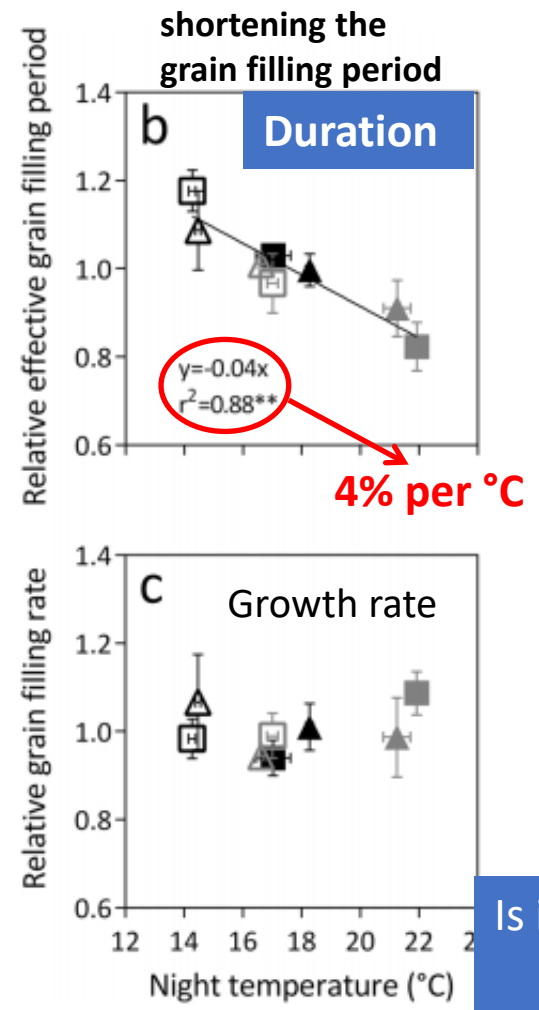 shortening the
grain filling period
b
Duration
Relative effective grain filling period
1.4
1.2
1.0
0.8
0.6
y=-0.04x
r²=0.88**
4% per °C
c
Growth rate
Relative grain filling rate
1.4
1.2
1.0
0.8
0.6
12 14 16 18 20 22 2
Night temperature (°C)
Is